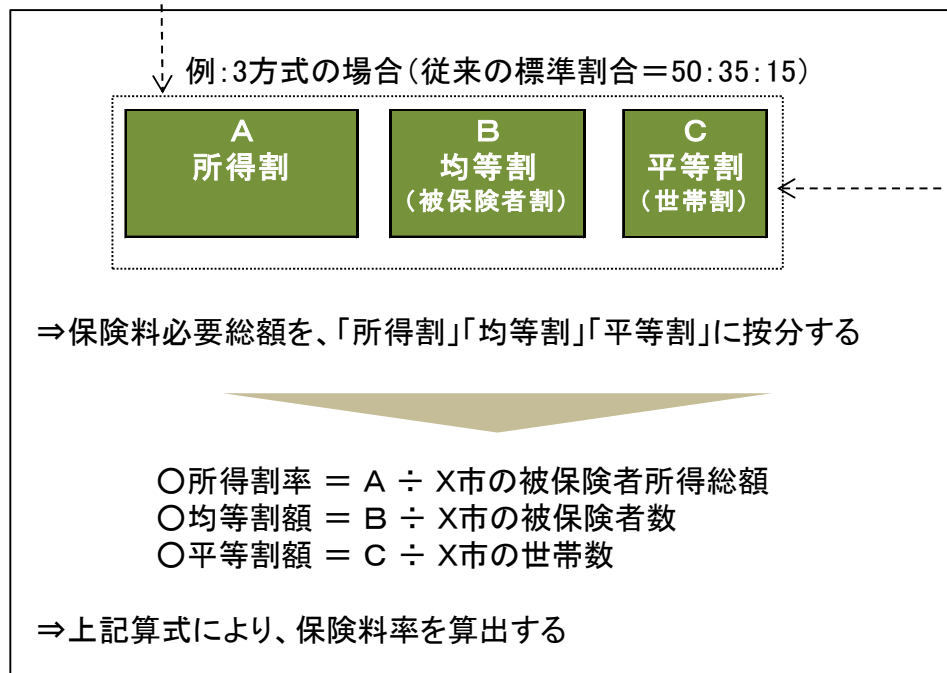 例：3方式の場合（従来の標準割合＝50：35：15）
A
所得割
B
均等割
（被保険者割）
C
平等割
（世帯割）
⇒保険料必要総額を、「所得割」「均等割」「平等割」に按分する
○所得割率 ＝ A ÷ X市の被保険者所得総額
○均等割額 ＝ B ÷ X市の被保険者数
○平等割額 ＝ C ÷ X市の世帯数
⇒上記算式により、保険料率を算出する